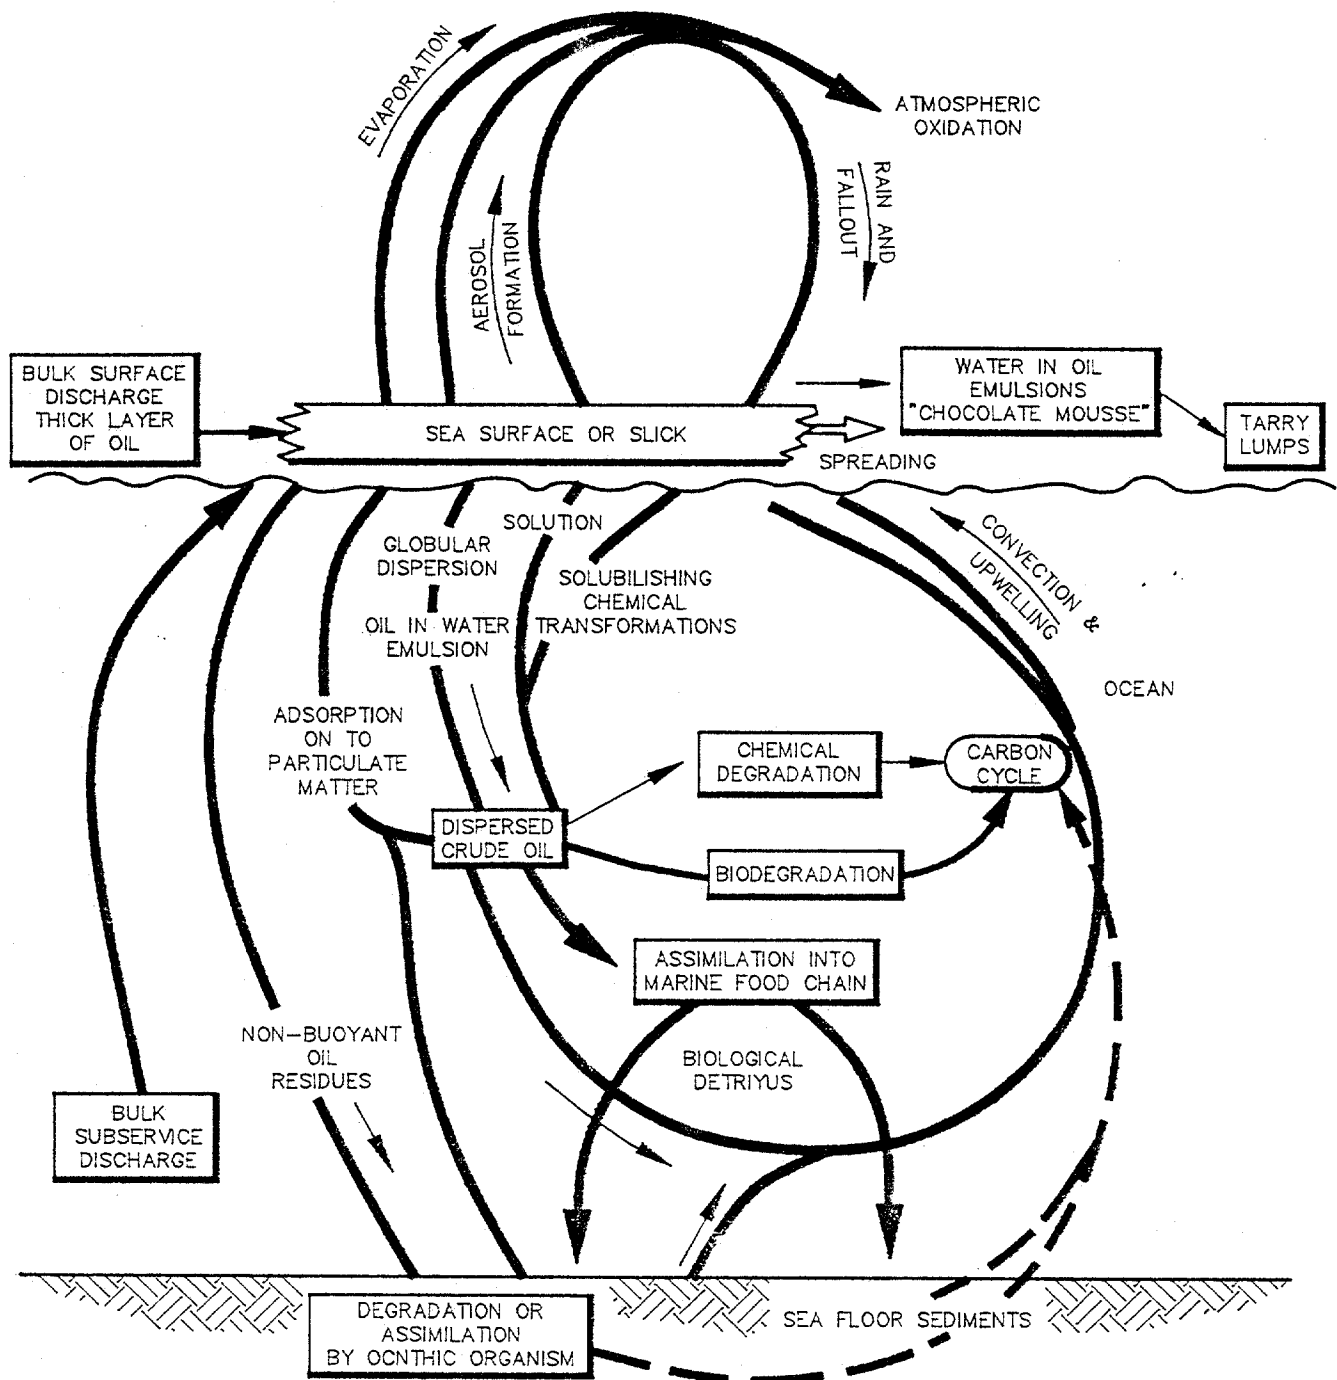 EVAPORATION
ATMOSPHERIC
OXIDATION
RAIN AND
FALLOUT
AEROSOL
FORMATION
BULK SURFACE
DISCHARGE
THICK LAYER
OF OIL
SEA SURFACE OR SLICK
WATER IN OIL
EMULSIONS
"CHOCOLATE MOUSSE"
TARRY
LUMPS
SPREADING
SOLUTION
GLOBULAR
DISPERSION
SOLUBILISHING
CHEMICAL
TRANSFORMATIONS
OIL IN WATER
EMULSION
CONVECTION &
UPWELLING
OCEAN
ADSORPTION
ON TO
PARTICULATE
MATTER
CHEMICAL
DEGRADATION
CARBON
CYCLE
DISPERSED
CRUDE OIL
BIODEGRADATION
ASSIMILATION INTO
MARINE FOOD CHAIN
NON-BUOYANT
OIL
RESIDUES
BIOLOGICAL
DETRIYUS
BULK
SUBSERVICE
DISCHARGE
DEGRADATION OR
ASSIMILATION
BY OCNTHIC ORGANISM
SEA FLOOR SEDIMENTS